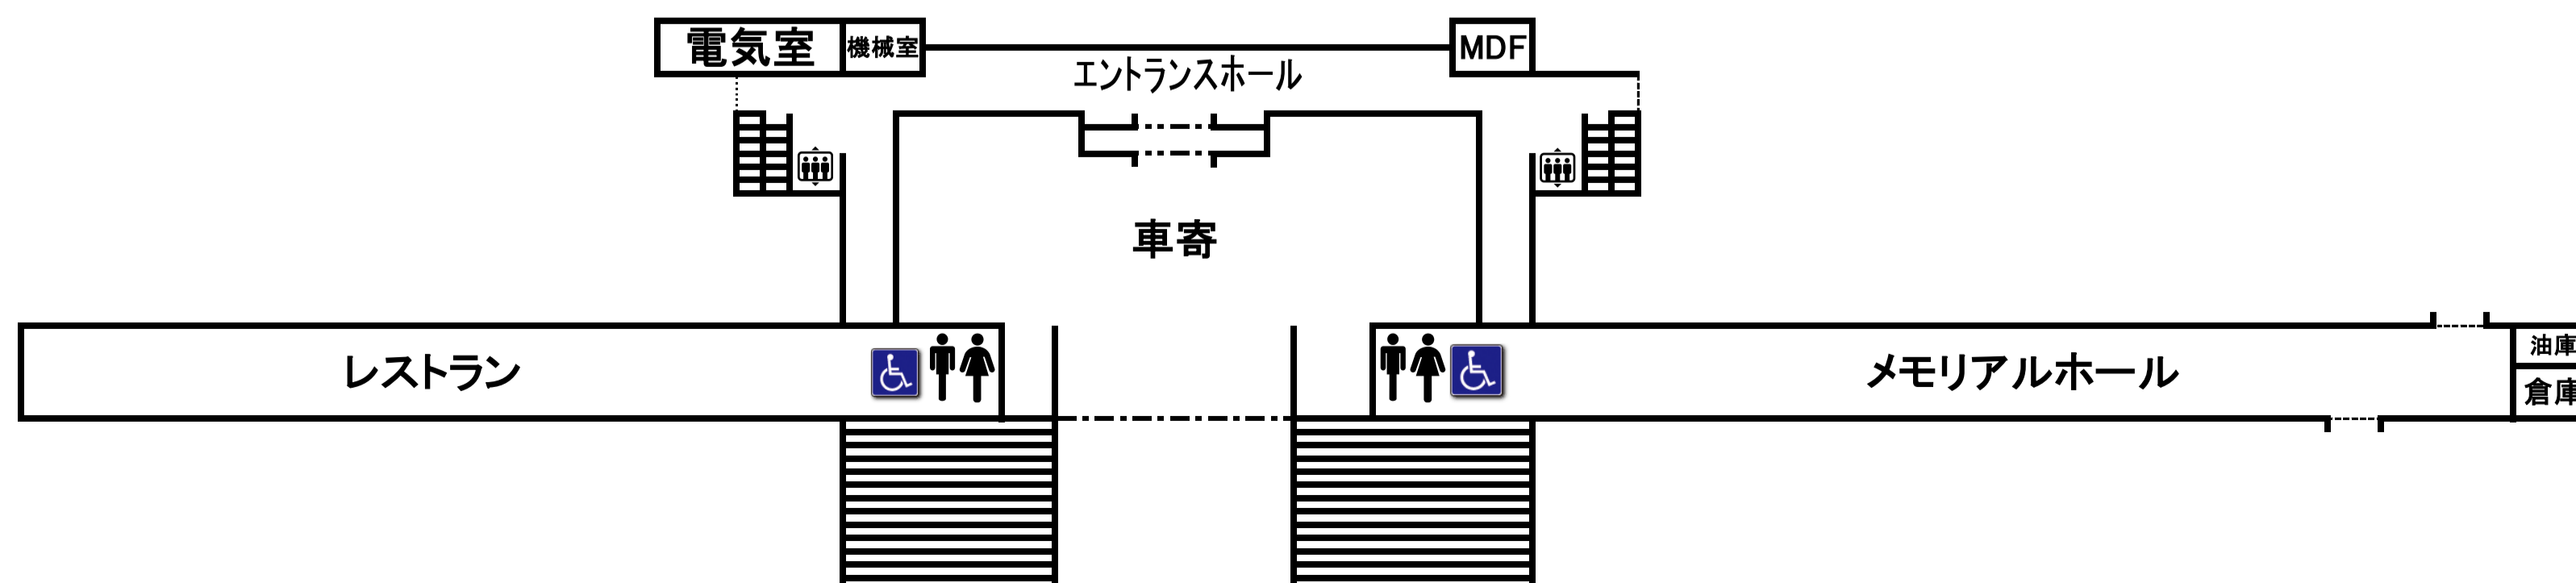 電気室
機械室
MDF
エントランスホール
車寄
レストラン
メモリアルホール
油庫
倉庫